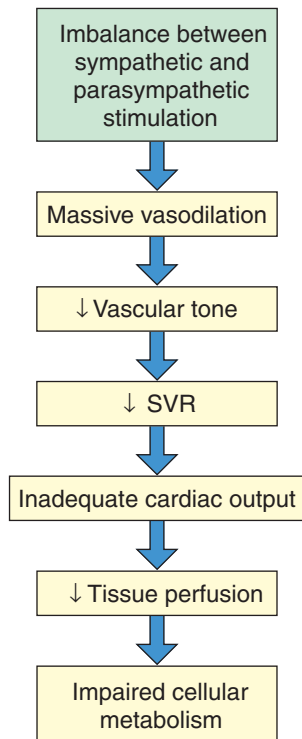 Imbalance between
sympathetic and
parasympathetic
stimulation
Massive vasodilation
↓ Vascular tone
↓ SVR
Inadequate cardiac output
↓ Tissue perfusion
Impaired cellular
metabolism